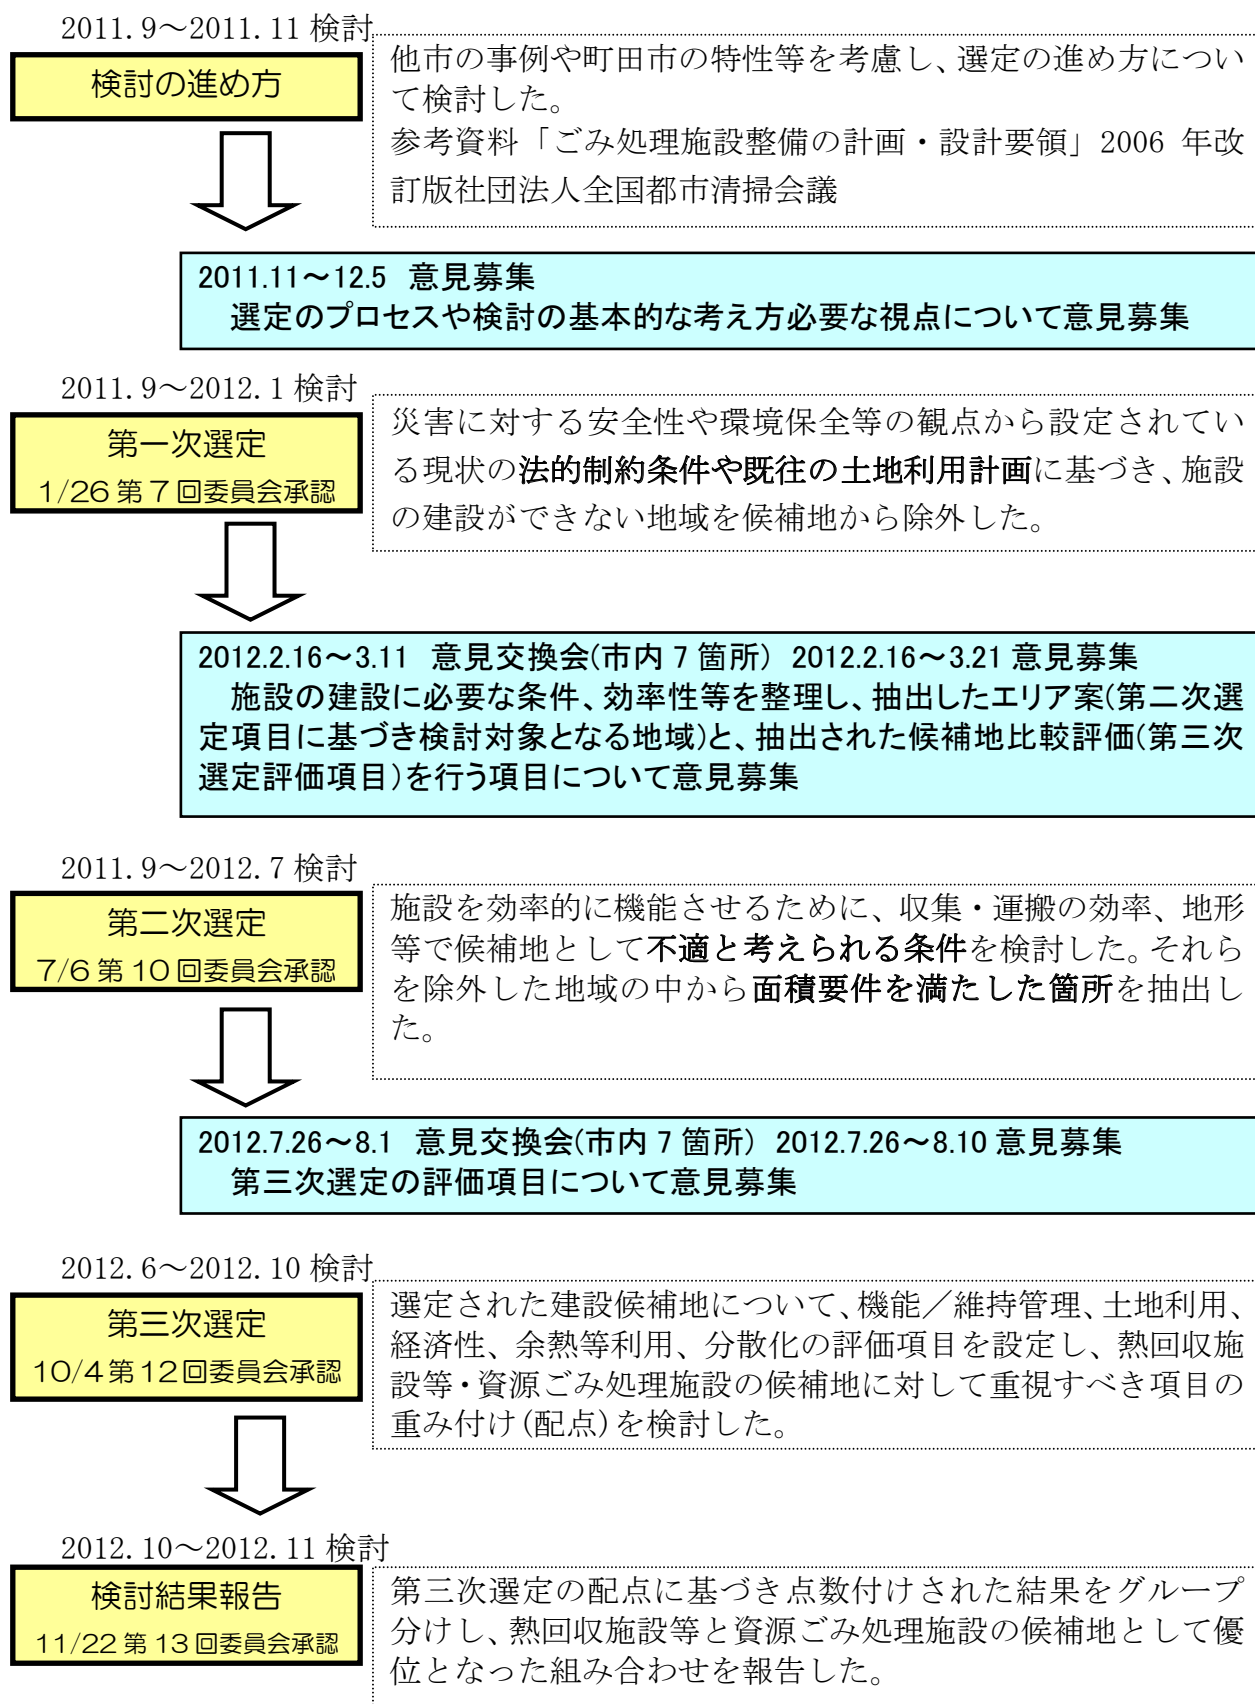 2011.9～2011.11 検討
検討の進め方
他市の事例や町田市の特性等を考慮し、選定の進め方につい
て検討した。
参考資料「ごみ処理施設整備の計画・設計要領」2006 年改
訂版社団法人全国都市清掃会議
2011.11～12.5 意見募集
選定のプロセスや検討の基本的な考え方必要な視点について意見募集
2011.9～2012.1 検討
第一次選定
1/26 第7回委員会承認
災害に対する安全性や環境保全等の観点から設定されてい
る現状の法的制約条件や既往の土地利用計画に基づき、施設
の建設ができない地域を候補地から除外した。
2012.2.16～3.11 意見交換会(市内 7 箇所) 2012.2.16～3.21 意見募集
施設の建設に必要な条件、効率性等を整理し、抽出したエリア案(第二次選
定項目に基づき検討対象となる地域)と、抽出された候補地比較評価(第三次
選定評価項目)を行う項目について意見募集
2011.9～2012.7 検討
第二次選定
7/6 第10回委員会承認
施設を効率的に機能させるために、収集・運搬の効率、地形
等で候補地として不適と考えられる条件を検討した。それら
を除外した地域の中から面積要件を満たした箇所を抽出し
た。
2012.7.26～8.1 意見交換会(市内 7 箇所) 2012.7.26～8.10 意見募集
第三次選定の評価項目について意見募集
2012.6～2012.10 検討
第三次選定
10/4 第12回委員会承認
選定された建設候補地について、機能／維持管理、土地利用、
経済性、余熱等利用、分散化の評価項目を設定し、熱回収施
設等・資源ごみ処理施設の候補地に対して重視すべき項目の
重み付け(配点)を検討した。
2012.10～2012.11 検討
検討結果報告
11/22 第13回委員会承認
第三次選定の配点に基づき点数付けされた結果をグループ
分けし、熱回収施設等と資源ごみ処理施設の候補地として優
位となった組み合わせを報告した。